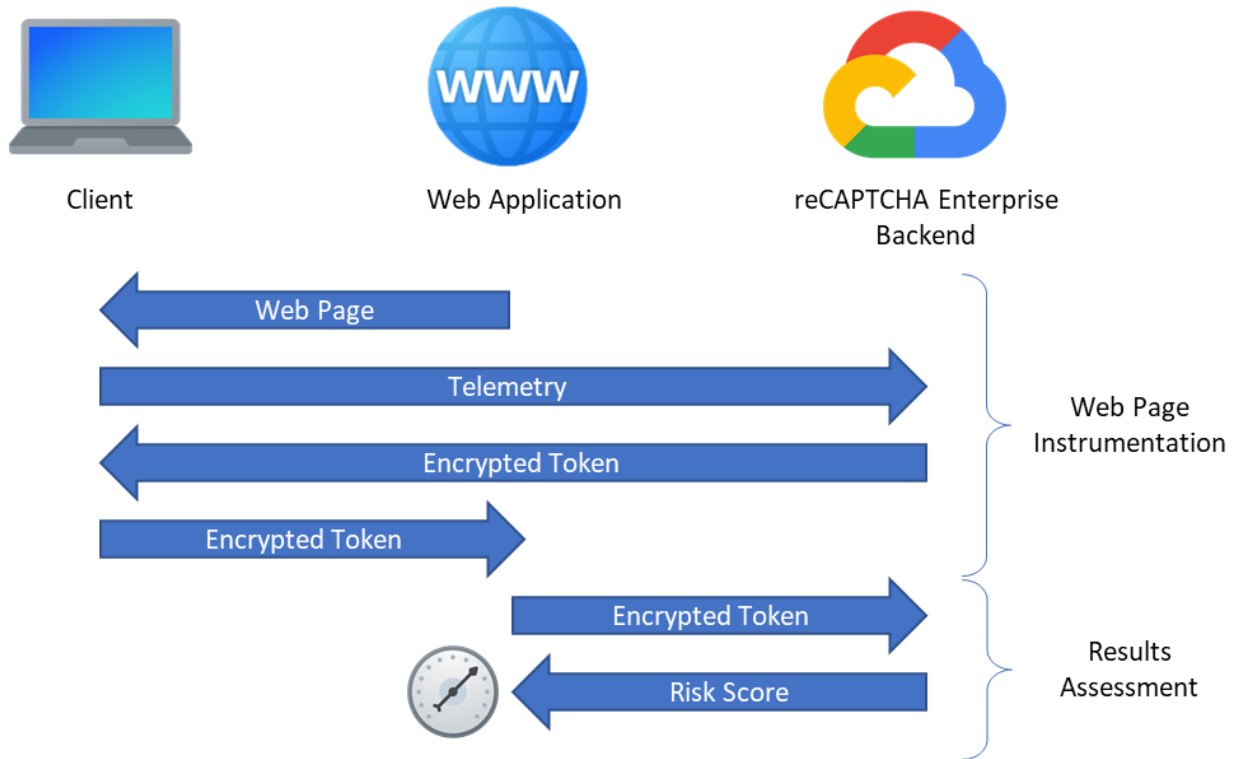 WWW
Client
Web Application
reCAPTCHA Enterprise
Backend
Web Page
Telemetry
Encrypted Token
Encrypted Token
Web Page
Instrumentation
Encrypted Token
Risk Score
Results
Assessment